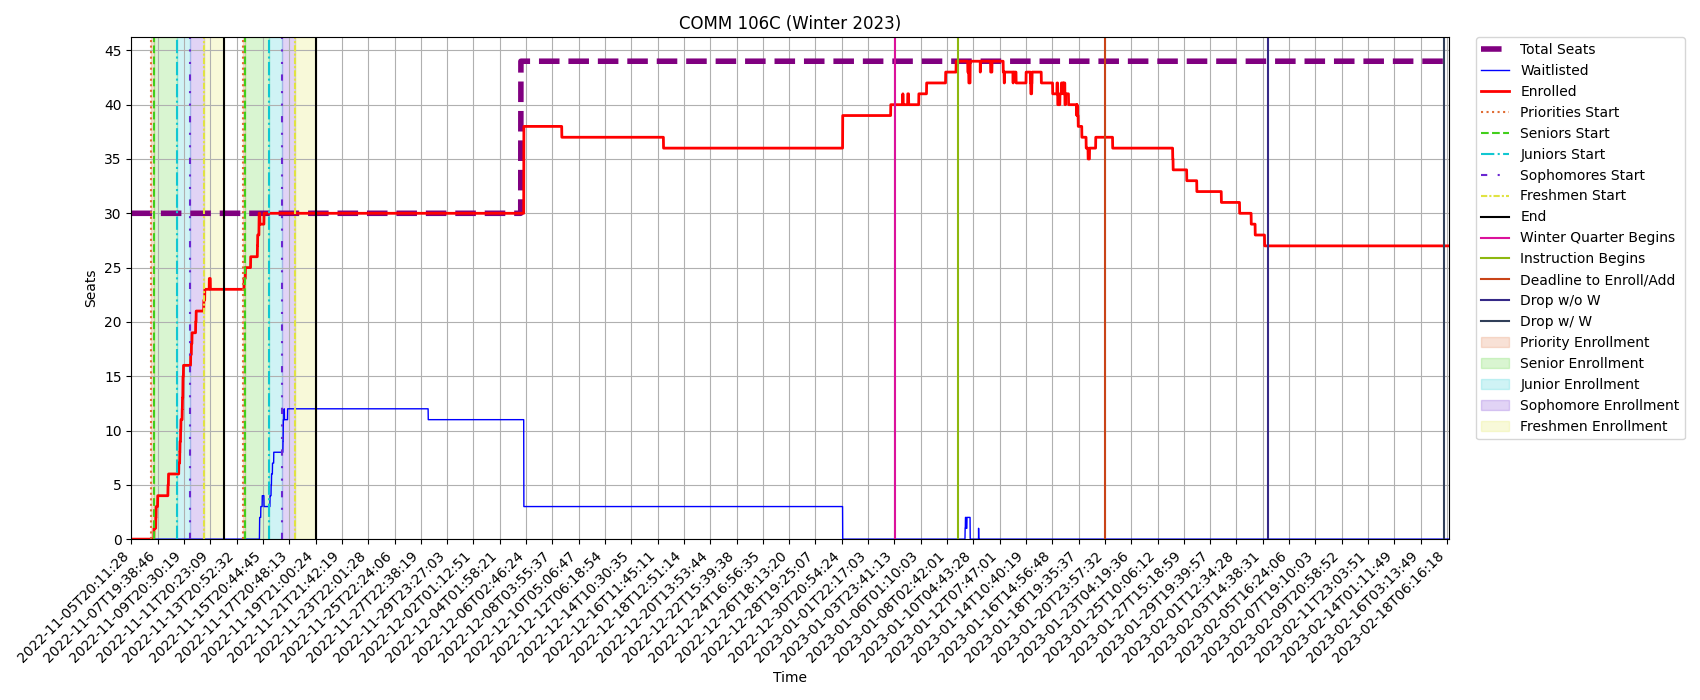 COMM 106C (Winter 2023)
Seats
45
40
35
30
25
20
15
10
5
0
2022-11-05T20:11:28
2022-11-07T19:38:46
2022-11-09T20:30:19
2022-11-11T20:23:09
2022-11-13T20:52:32
2022-11-15T20:44:45
2022-11-17T20:48:13
2022-11-19T21:00:24
2022-11-21T21:42:19
2022-11-23T22:01:28
2022-11-25T22:24:06
2022-11-27T22:38:19
2022-11-29T23:27:03
2022-12-02T01:12:51
2022-12-04T01:58:21
2022-12-06T02:46:24
2022-12-08T03:55:37
2022-12-10T05:06:47
2022-12-12T06:18:54
2022-12-14T10:30:35
2022-12-16T11:45:11
2022-12-18T12:51:14
2022-12-20T13:53:44
2022-12-22T15:39:38
2022-12-24T16:56:35
2022-12-26T18:13:20
2022-12-28T19:25:07
2022-12-30T20:54:24
2023-01-01T22:17:03
2023-01-03T23:41:13
2023-01-06T01:10:03
2023-01-08T02:42:01
2023-01-10T04:43:28
2023-01-12T07:47:01
2023-01-14T10:40:19
2023-01-16T14:56:48
2023-01-18T19:35:37
2023-01-20T23:57:32
2023-01-23T04:19:36
2023-01-25T10:06:12
2023-01-27T15:18:59
2023-01-29T19:39:57
2023-02-01T12:34:28
2023-02-03T14:38:31
2023-02-05T16:24:06
2023-02-07T19:10:03
2023-02-09T20:58:52
2023-02-11T23:03:51
2023-02-14T01:11:49
2023-02-16T03:13:49
2023-02-18T06:16:18
Time
Total Seats
Waitlisted
Enrolled
Priorities Start
Seniors Start
Juniors Start
Sophomores Start
Freshmen Start
End
Winter Quarter Begins
Instruction Begins
Deadline to Enroll/Add
Drop w/o W
Drop w/ W
Priority Enrollment
Senior Enrollment
Junior Enrollment
Sophomore Enrollment
Freshmen Enrollment